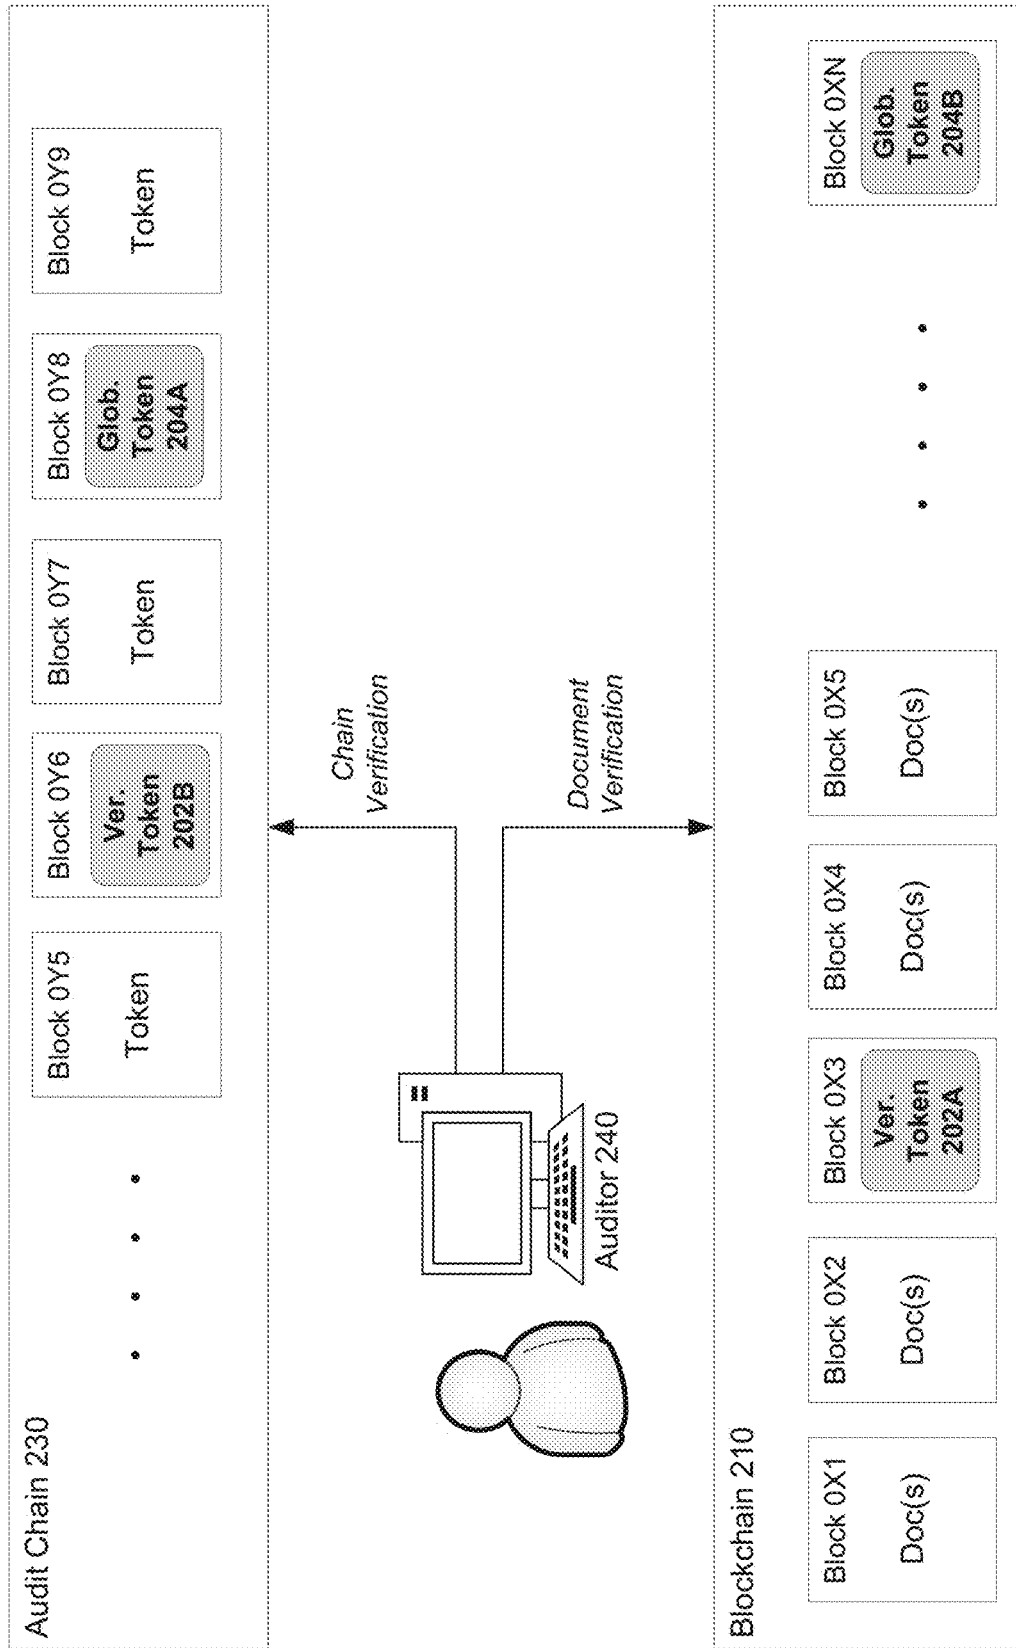 Audit Chain 230
Block 0Y5
Token
Block 0Y6
Ver.
Token
202B
Block 0Y7
Token
Block 0Y8
Glob.
Token
204A
Block 0Y9
Token
Chain
Verification
Auditor 240
Document
Verification
Blockchain 210
Block 0X1
Doc(s)
Block 0X2
Doc(s)
Block 0X3
Ver.
Token
202A
Block 0X4
Doc(s)
Block 0X5
Doc(s)
Block 0XN
Glob.
Token
204B